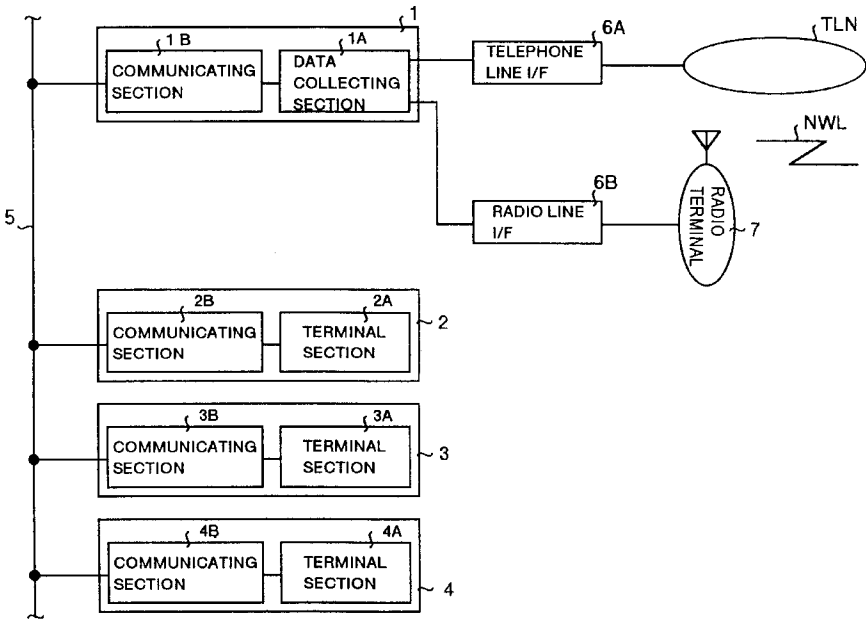 1
1 B
1A
COMMUNICATING
SECTION
DATA
COLLECTING
SECTION
6A
TELEPHONE
LINE I/F
TLN
NWL
6B
RADIO LINE
I/F
RADIO
TERMINAL
7
5
2B
2A
COMMUNICATING
SECTION
TERMINAL
SECTION
2
3B
3A
COMMUNICATING
SECTION
TERMINAL
SECTION
3
4B
4A
COMMUNICATING
SECTION
TERMINAL
SECTION
4